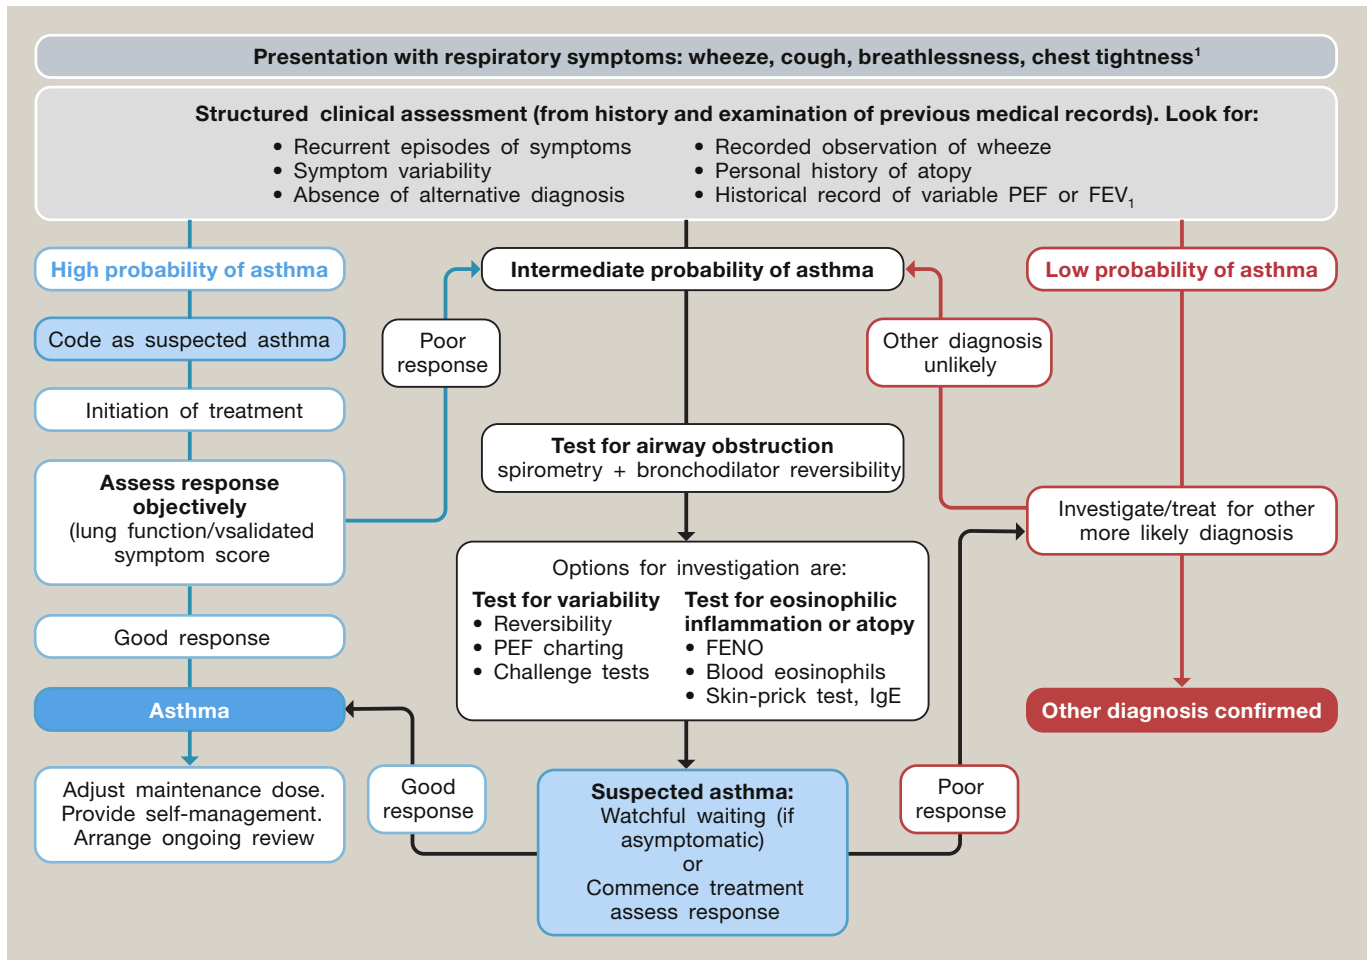 Presentation with respiratory symptoms: wheeze, cough, breathlessness, chest tightness¹
Structured clinical assessment (from history and examination of previous medical records). Look for:
• Recurrent episodes of symptoms
• Symptom variability
• Absence of alternative diagnosis
• Recorded observation of wheeze
• Personal history of atopy
• Historical record of variable PEF or FEV₁
High probability of asthma
Code as suspected asthma
Initiation of treatment
Assess response
objectively
(lung function/vsalidated
symptom score
Good response
Asthma
Adjust maintenance dose.
Provide self-management.
Arrange ongoing review
Poor
response
Good
response
Intermediate probability of asthma
Test for airway obstruction
spirometry + bronchodilator reversibility
Options for investigation are:
Test for variability
• Reversibility
• PEF charting
• Challenge tests
Test for eosinophilic
inflammation or atopy
• FENO
• Blood eosinophils
• Skin-prick test, IgE
Suspected asthma:
Watchful waiting (if
asymptomatic)
or
Commence treatment
assess response
Other diagnosis
unlikely
Poor
response
Low probability of asthma
Investigate/treat for other
more likely diagnosis
Other diagnosis confirmed